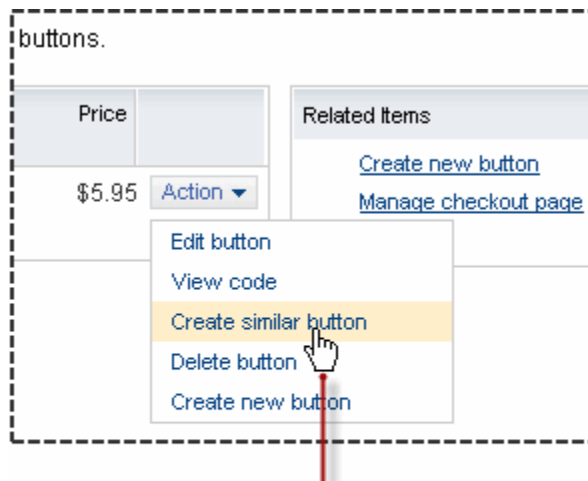 buttons.
Price
Related Items
$5.95 Action
Create new button
Manage checkout page
Edit button
View code
Create similar button
Delete button
Create new button